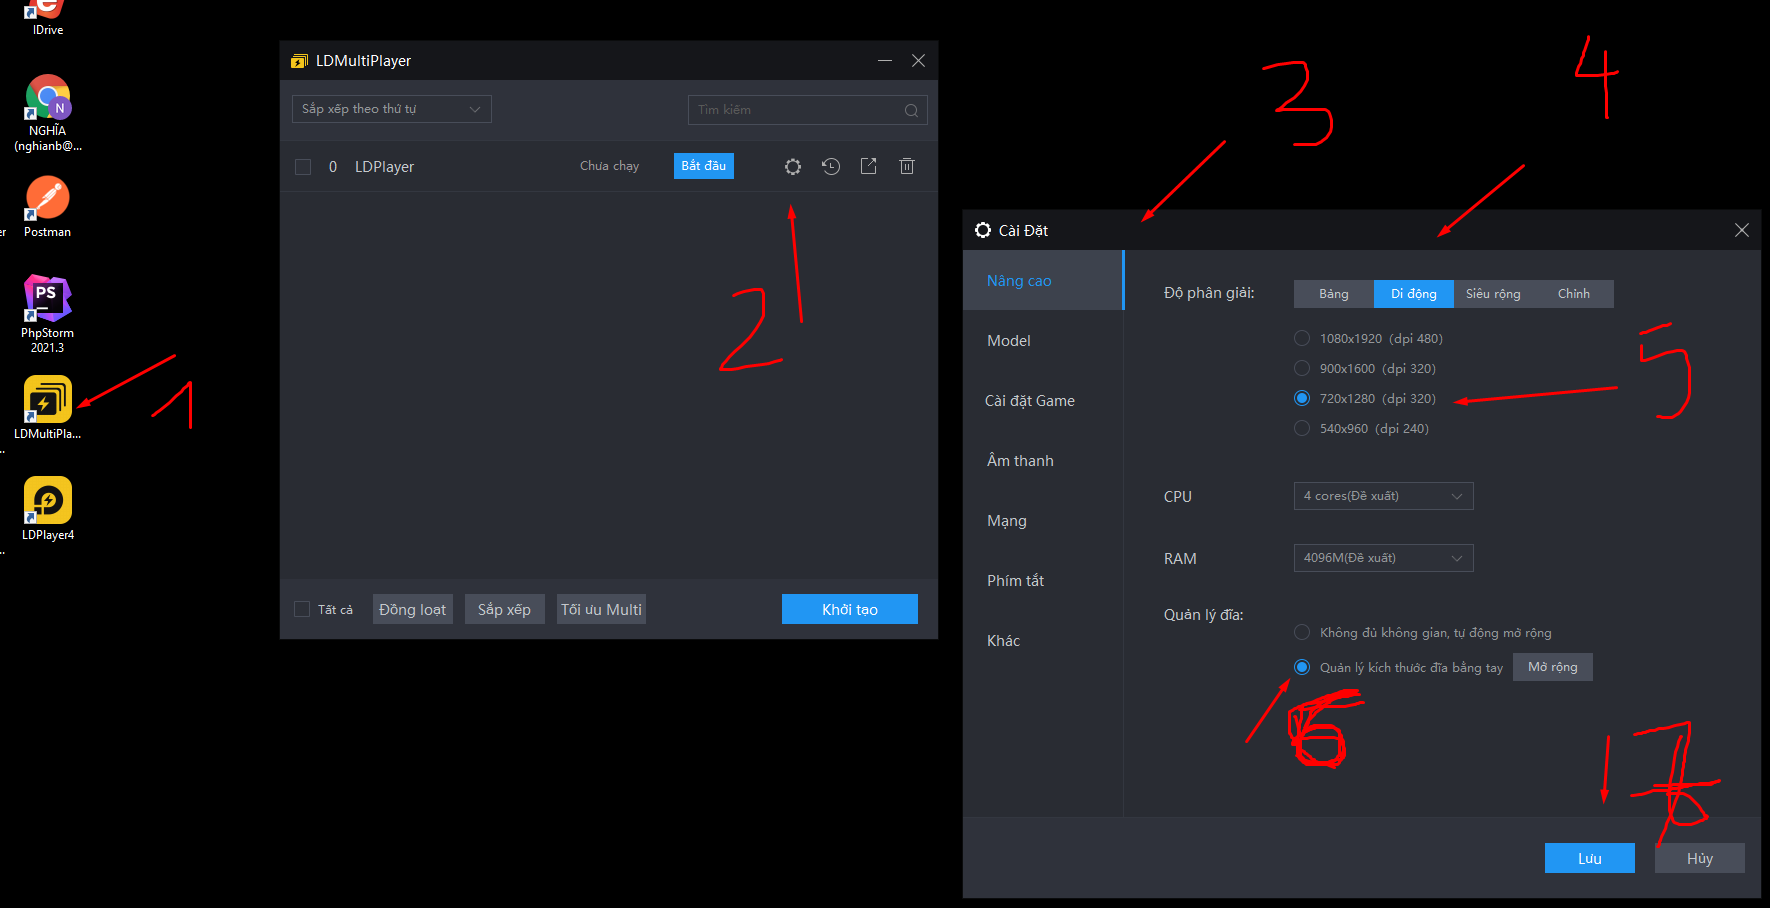 IDrive
N
NGHĨA
(nghianb@...
er
Postman
PS
PhpStorm
2021.3
1
LDMultiPla...
...
LDPlayer4
...
LDMultiPlayer
Sắp xếp theo thứ tự
Tìm kiếm
0 LDPlayer Chưa chạy Bắt đầu
2
Tất cả Đồng loạt Sắp xếp Tối ưu Multi Khởi tạo
3
4
Cài Đặt
Nâng cao
Model
Cài đặt Game
Âm thanh
Mạng
Phím tắt
Khác
Độ phân giải: Bảng Di động Siêu rộng Chỉnh
1080x1920 (dpi 480)
900x1600 (dpi 320)
720x1280 (dpi 320)
540x960 (dpi 240)
5
CPU 4 cores(Đề xuất)
RAM 4096M(Đề xuất)
Quản lý đĩa:
Không đủ không gian, tự động mở rộng
Quản lý kích thước đĩa bằng tay Mở rộng
6
7
Lưu Hủy